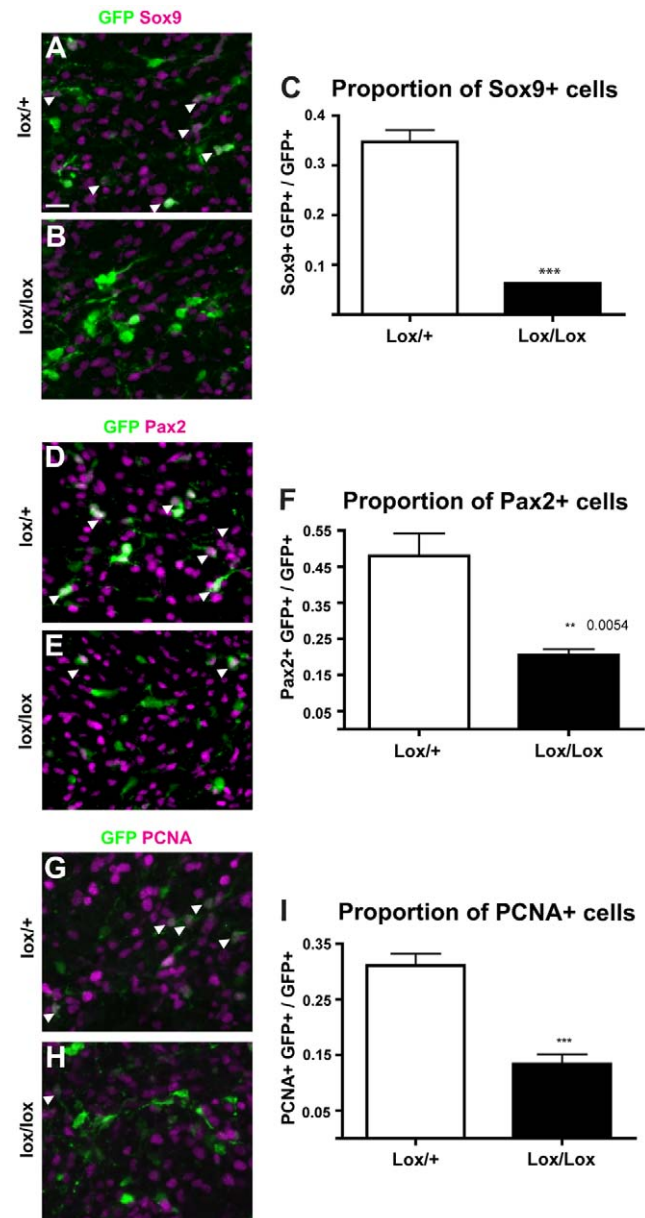 GFP Sox9
A
lox/+
B
lox/lox
C Proportion of Sox9+ cells
Sox9+ GFP+ / GFP+
0.4
0.3
0.2
0.1
***
Lox/+ Lox/Lox
GFP Pax2
D
lox/+
E
lox/lox
F Proportion of Pax2+ cells
Pax2+ GFP+ / GFP+
0.55
0.45
0.35
0.25
0.15
0.05
** 0.0054
Lox/+ Lox/Lox
GFP PCNA
G
lox/+
H
lox/lox
I Proportion of PCNA+ cells
PCNA+ GFP+ / GFP+
0.35
0.25
0.15
0.05
***
Lox/+ Lox/Lox